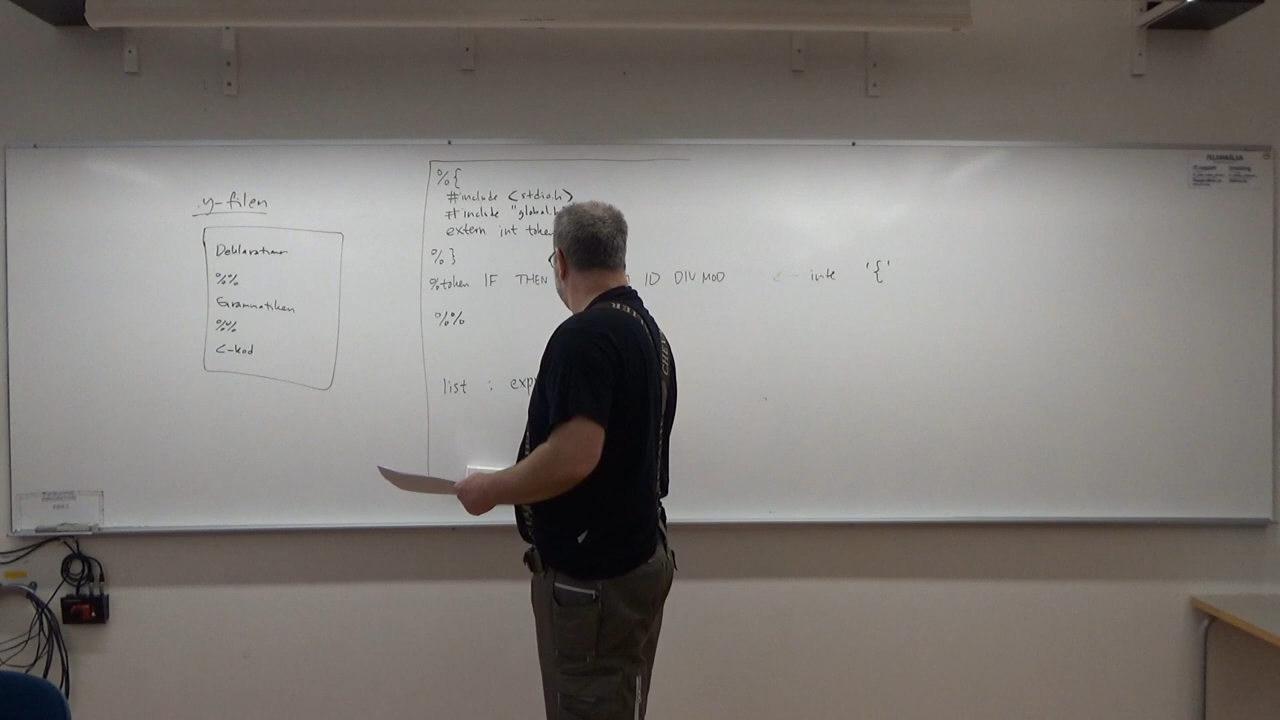 .y-filen
Deklarationer
%%
Grammatiken
%%
C-kod
%{
#include <stdio.h>
#include "global.h
extern int token
%}
%token IF THEN ID DIV MOD ← inte '{'
%%
list : exp